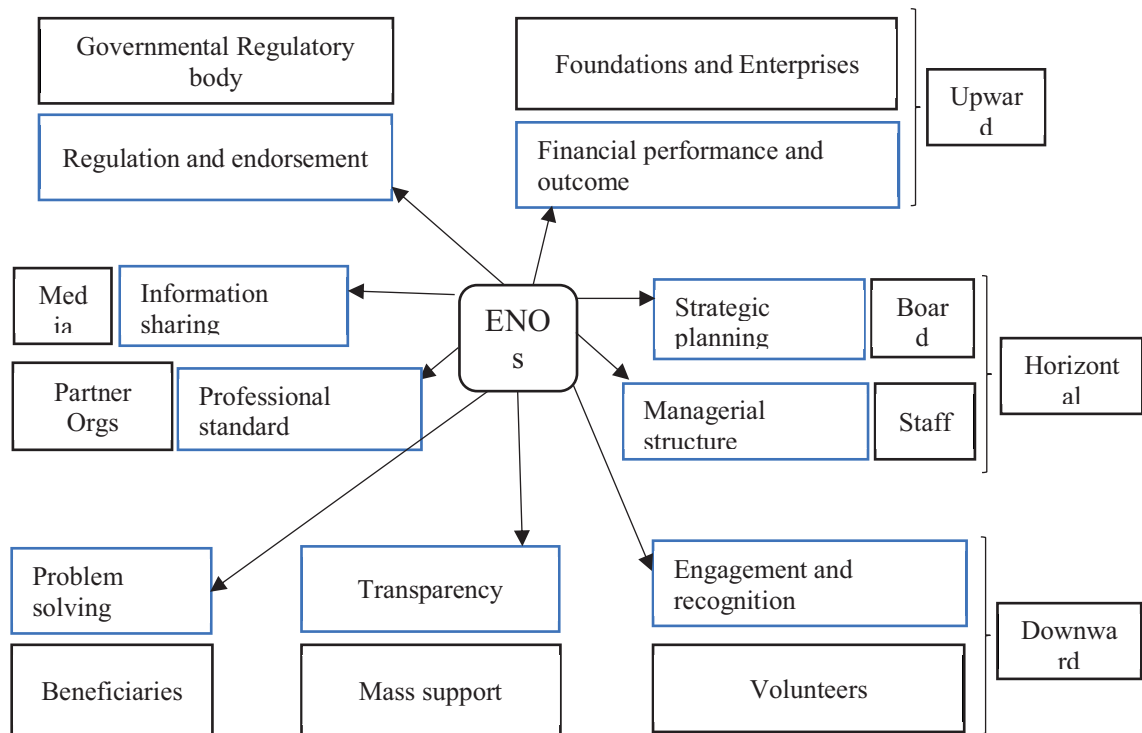 Governmental Regulatory
body
Foundations and Enterprises
Upwar
d
Regulation and endorsement
Financial performance and
outcome
Med
ia
Information
sharing
ENO
s
Strategic
planning
Boar
d
Horizont
al
Partner
Orgs
Professional
standard
Managerial
structure
Staff
Problem
solving
Transparency
Engagement and
recognition
Downwa
rd
Beneficiaries
Mass support
Volunteers